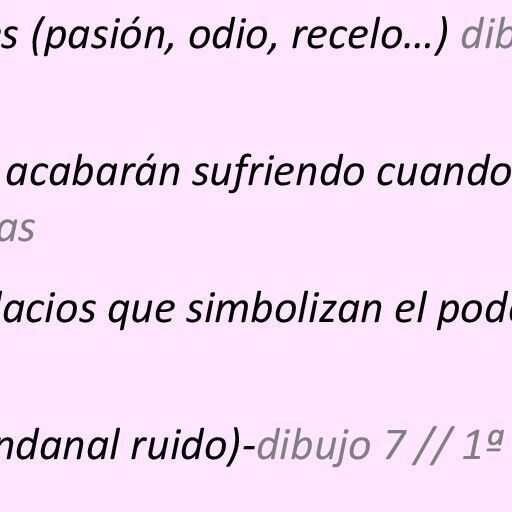 s (pasión, odio, recelo…) dib
acabarán sufriendo cuando
as
lacios que simbolizan el pod
ndanal ruido)-dibujo 7 // 1ª